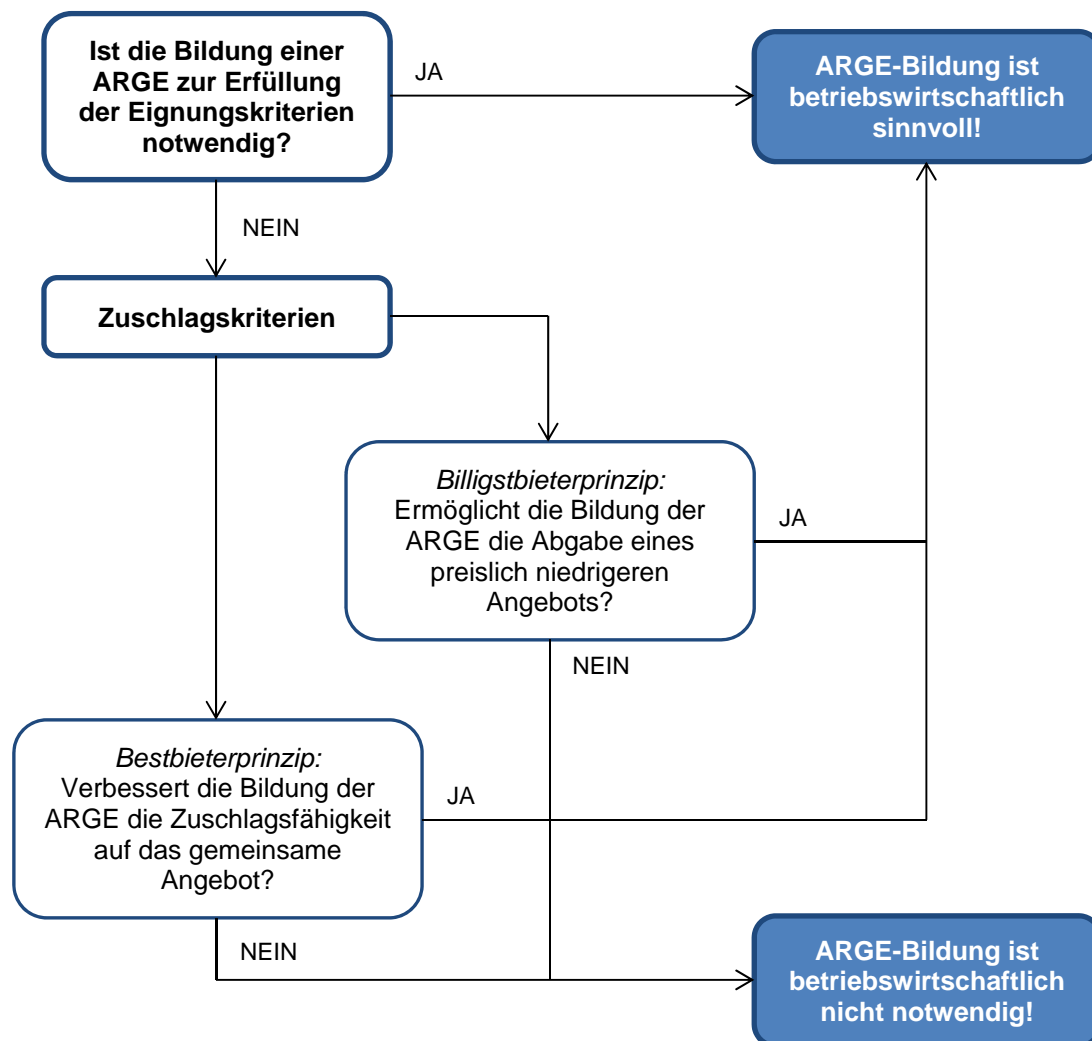 Ist die Bildung einer
ARGE zur Erfüllung
der Eignungskriterien
notwendig?
JA
ARGE-Bildung ist
betriebswirtschaftlich
sinnvoll!
NEIN
Zuschlagskriterien
Billigstbieterprinzip:
Ermöglicht die Bildung der
ARGE die Abgabe eines
preislich niedrigeren
Angebots?
JA
NEIN
Bestbieterprinzip:
Verbessert die Bildung der
ARGE die Zuschlagsfähigkeit
auf das gemeinsame
Angebot?
JA
NEIN
ARGE-Bildung ist
betriebswirtschaftlich
nicht notwendig!